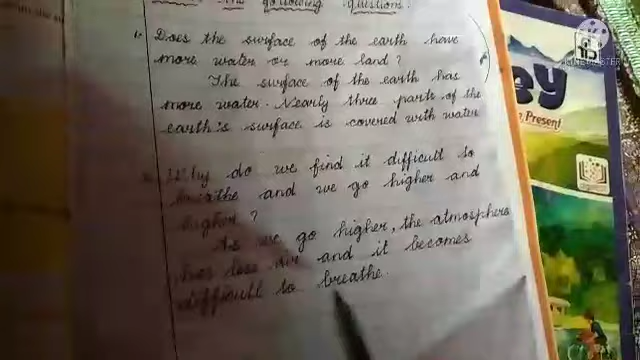 the following questions.
1. Does the surface of the earth have
more water or more land?
The surface of the earth has
more water. Nearly three parts of the
earth's surface is covered with water
Why do we find it difficult to
breathe and we go higher and
higher?
As we go higher, the atmosphere
has less air and it becomes
difficult to breathe.
ey
Present